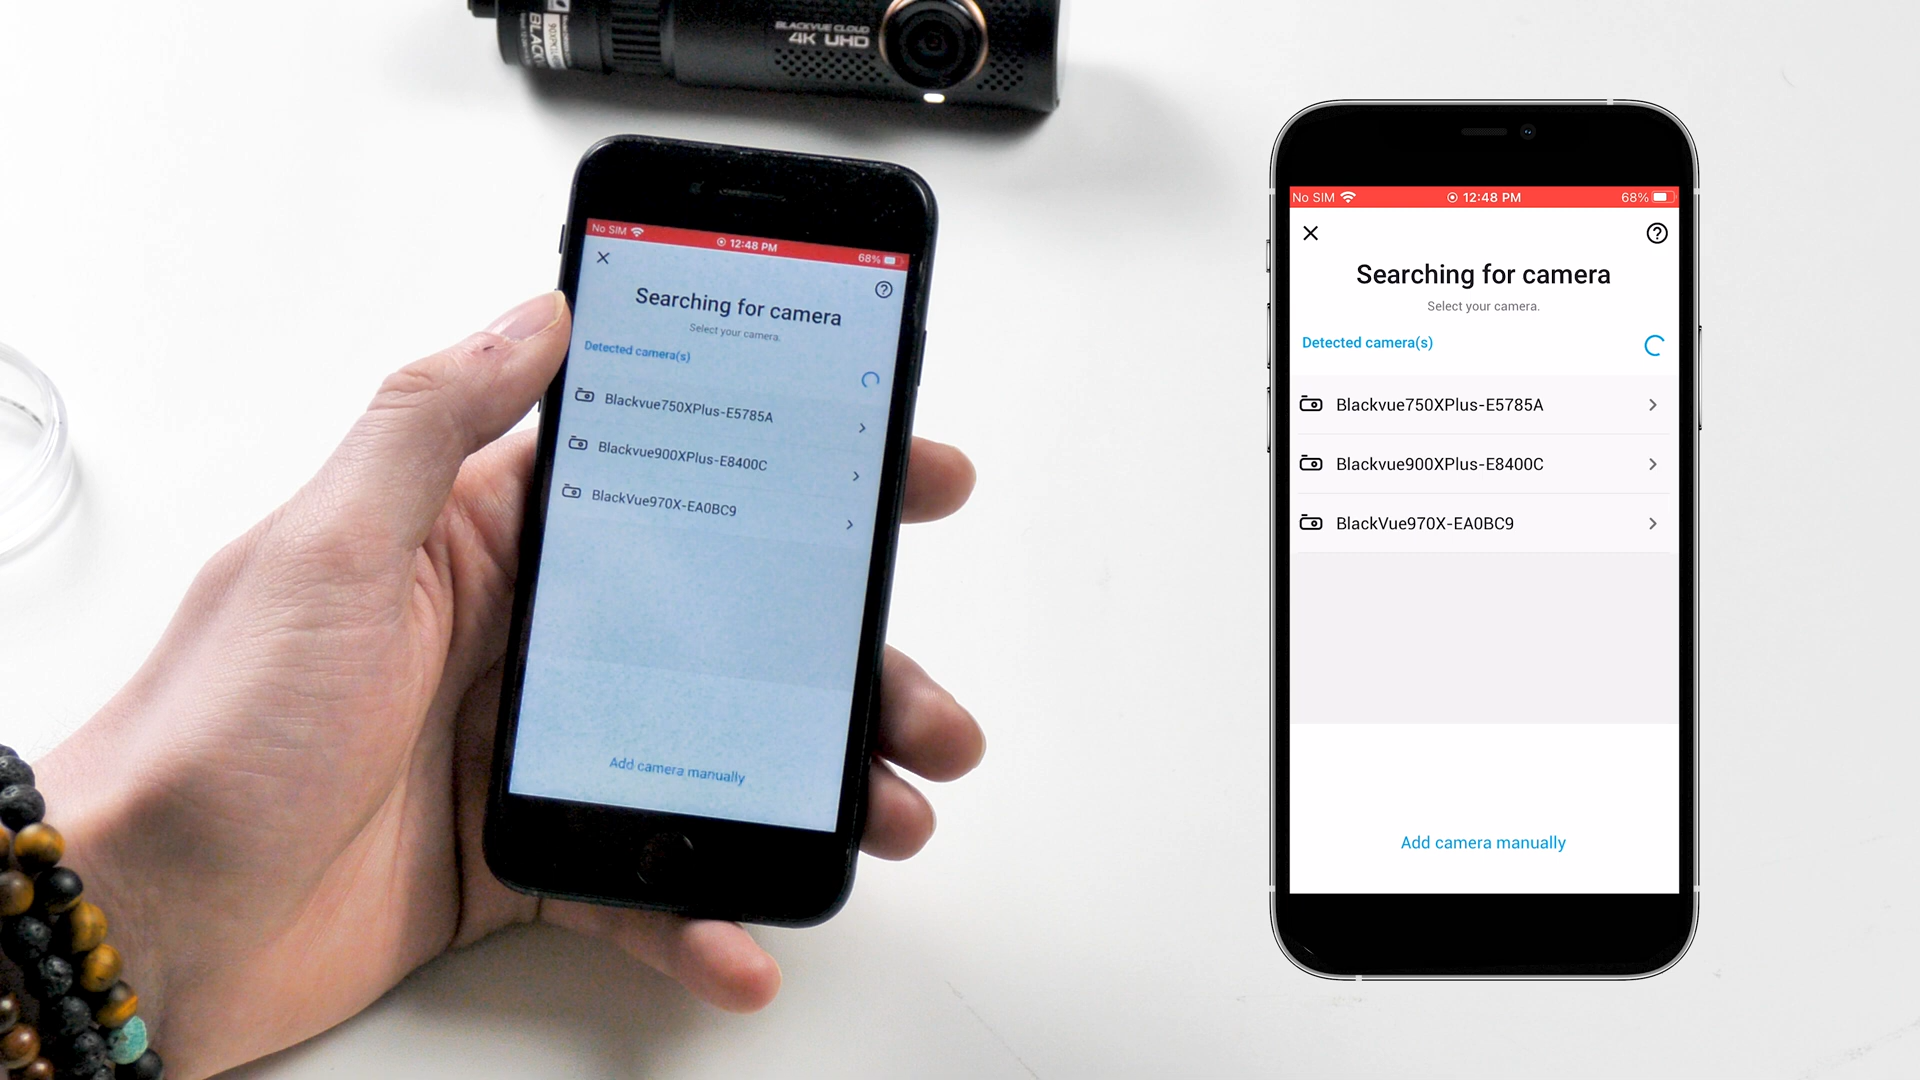 BLACKVUE CLOUD
4K UHD
No SIM 12:48 PM 68%
Searching for camera
Select your camera.
Detected camera(s)
Blackvue750XPlus-E5785A
Blackvue900XPlus-E8400C
BlackVue970X-EA0BC9
Add camera manually
No SIM 12:48 PM 68%
Searching for camera
Select your camera.
Detected camera(s)
Blackvue750XPlus-E5785A
Blackvue900XPlus-E8400C
BlackVue970X-EA0BC9
Add camera manually